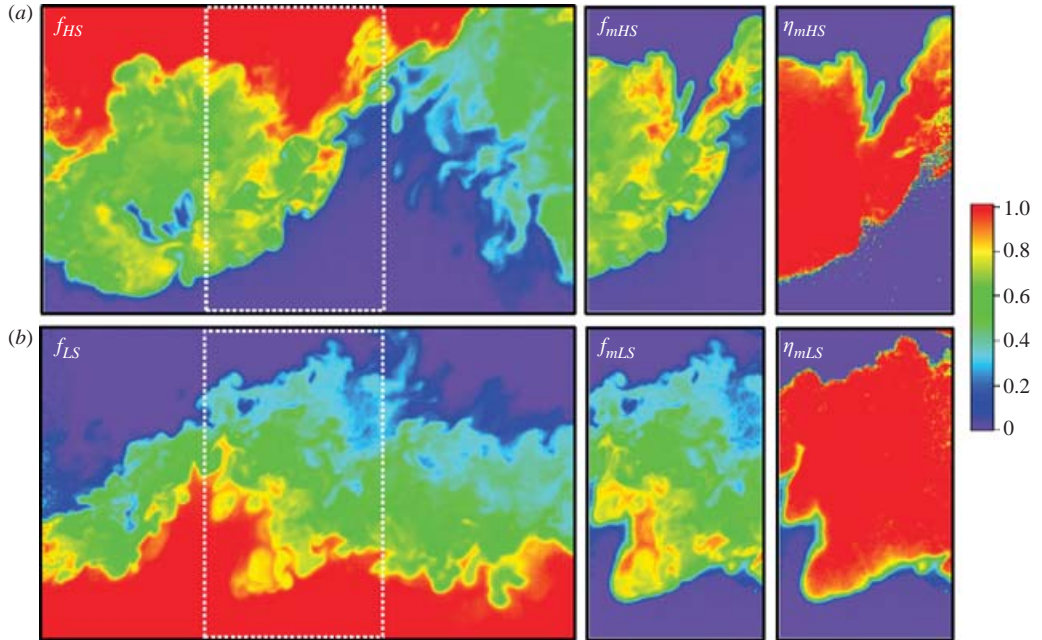 (a)
f_HS
f_mHS
η_mHS
(b)
f_LS
f_mLS
η_mLS
1.0
0.8
0.6
0.4
0.2
0